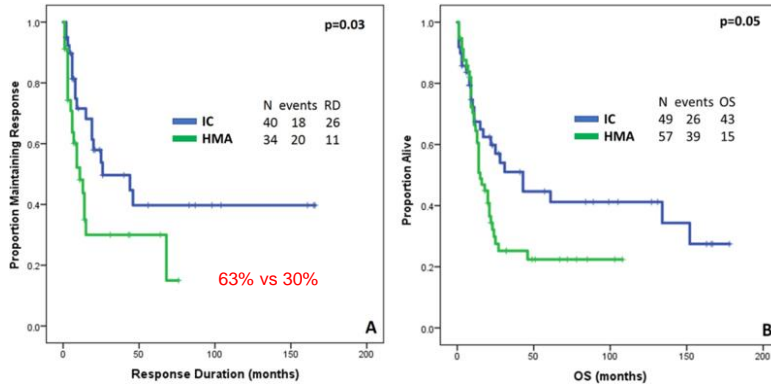 p=0.03
N events RD
IC 40 18 26
HMA 34 20 11
63% vs 30%
A
Proportion Maintaining Response
1.0
0.8
0.6
0.4
0.2
0.0
0 50 100 150 200
Response Duration (months)
p=0.05
N events OS
IC 49 26 43
HMA 57 39 15
B
Proportion Alive
1.0
0.8
0.6
0.4
0.2
0.0
0 50 100 150 200
OS (months)